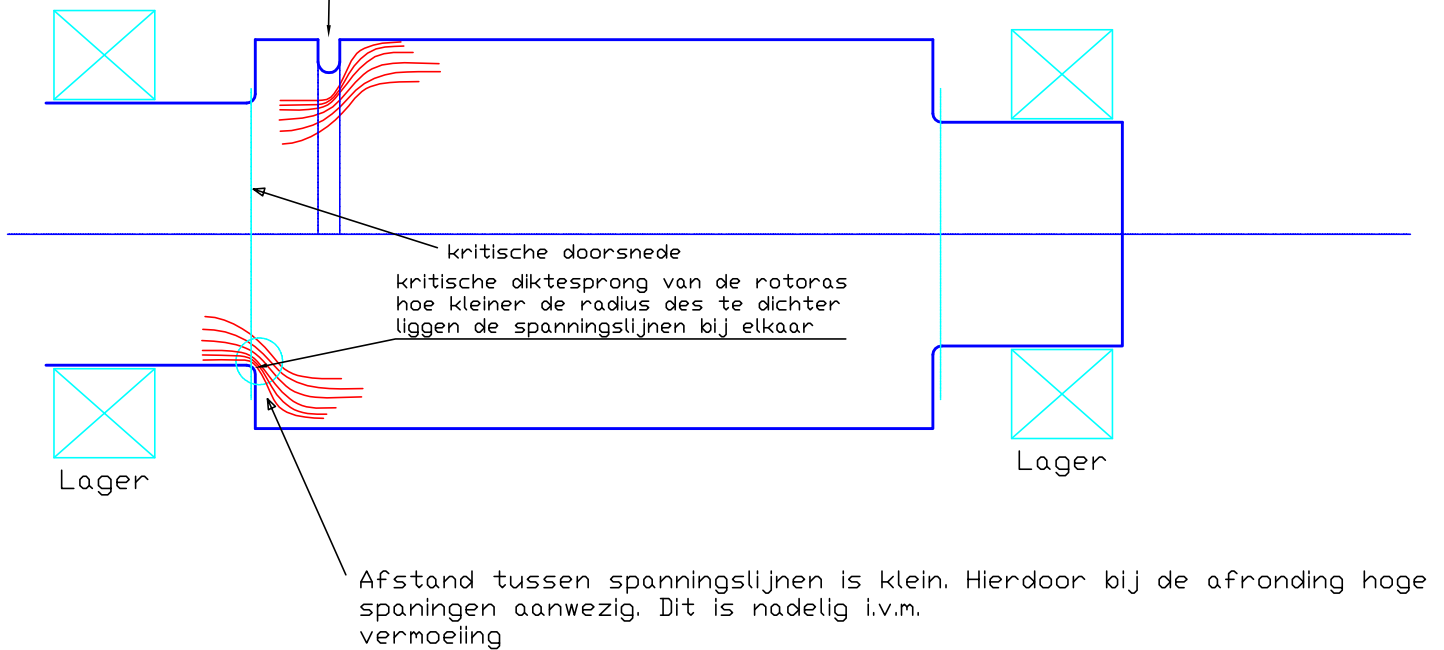 kritische doorsnede
kritische diktesprong van de rotoras
hoe kleiner de radius des te dichter
liggen de spanningslijnen bij elkaar
Lager
Lager
Afstand tussen spanningslijnen is klein. Hierdoor bij de afronding hoge
spaningen aanwezig. Dit is nadelig i.v.m.
vermoeiing